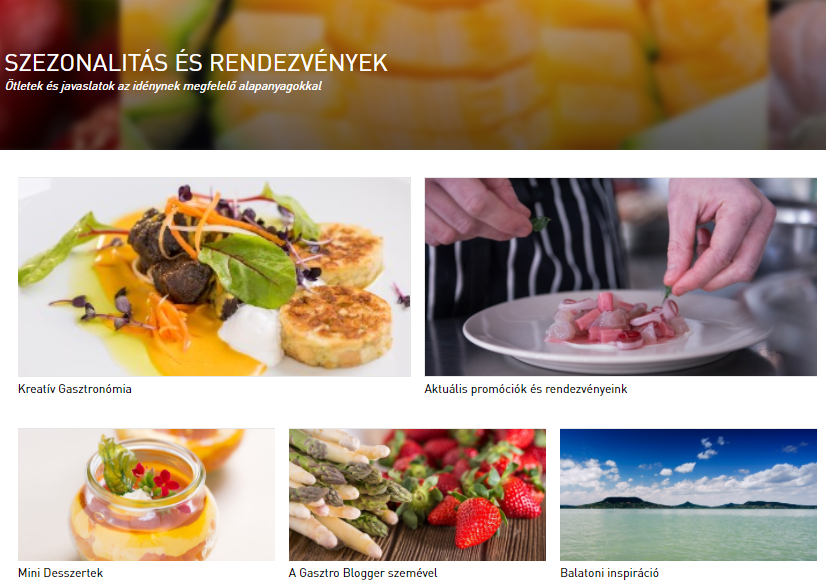 SZEZONALITÁS ÉS RENDEZVÉNYEK
Ötletek és javaslatok az idénynek megfelelő alapanyagokkal
Kreatív Gasztronómia
Aktuális promóciók és rendezvényeink
Mini Desszertek
A Gasztro Blogger szemével
Balatoni inspiráció